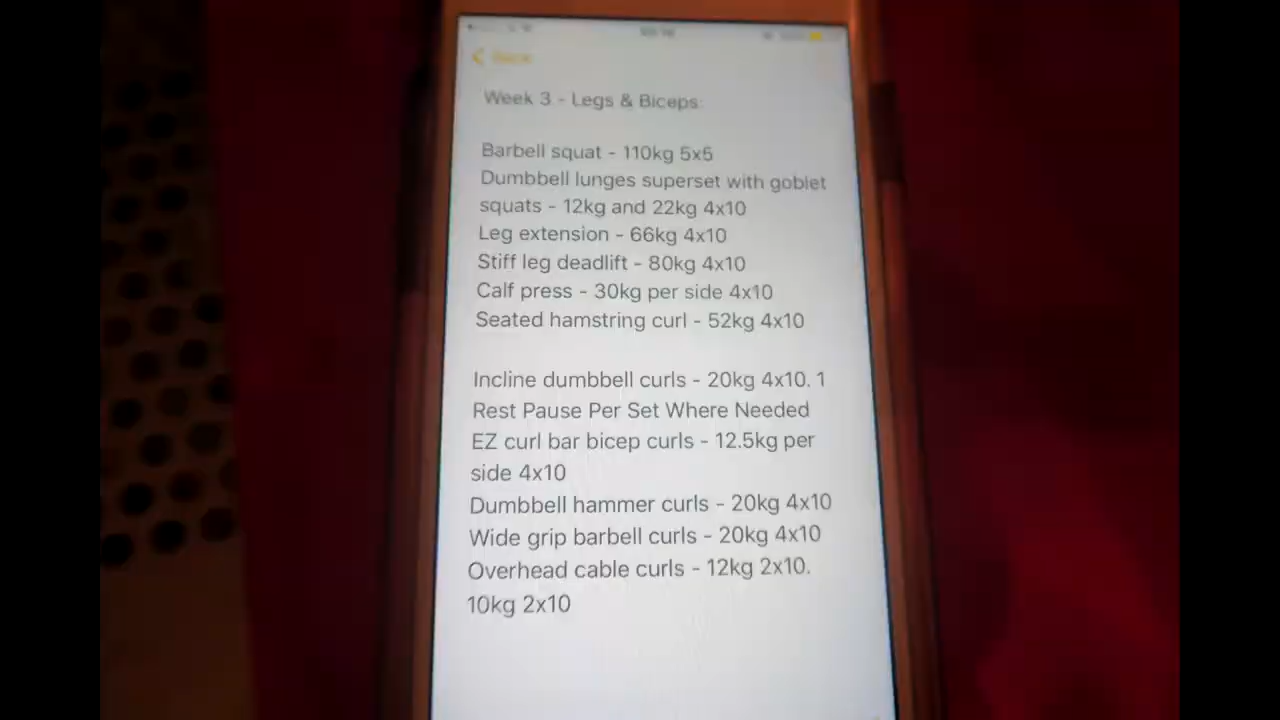 Week 3 - Legs & Biceps:
Barbell squat - 110kg 5x5
Dumbbell lunges superset with goblet
squats - 12kg and 22kg 4x10
Leg extension - 66kg 4x10
Stiff leg deadlift - 80kg 4x10
Calf press - 30kg per side 4x10
Seated hamstring curl - 52kg 4x10
Incline dumbbell curls - 20kg 4x10. 1
Rest Pause Per Set Where Needed
EZ curl bar bicep curls - 12.5kg per
side 4x10
Dumbbell hammer curls - 20kg 4x10
Wide grip barbell curls - 20kg 4x10
Overhead cable curls - 12kg 2x10.
10kg 2x10